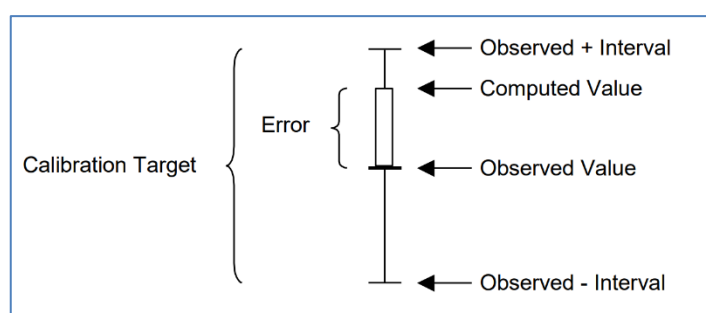 Observed + Interval
Computed Value
Error
Calibration Target
Observed Value
Observed - Interval